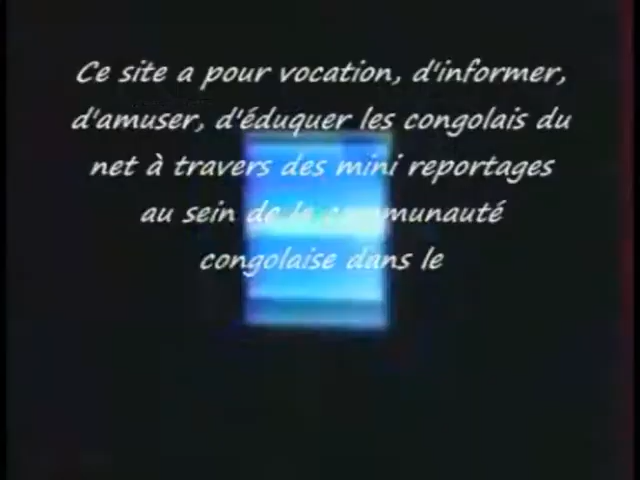 Ce site a pour vocation, d'informer,
d'amuser, d'éduquer les congolais du
net à travers des mini reportages
au sein de la communauté
congolaise dans le